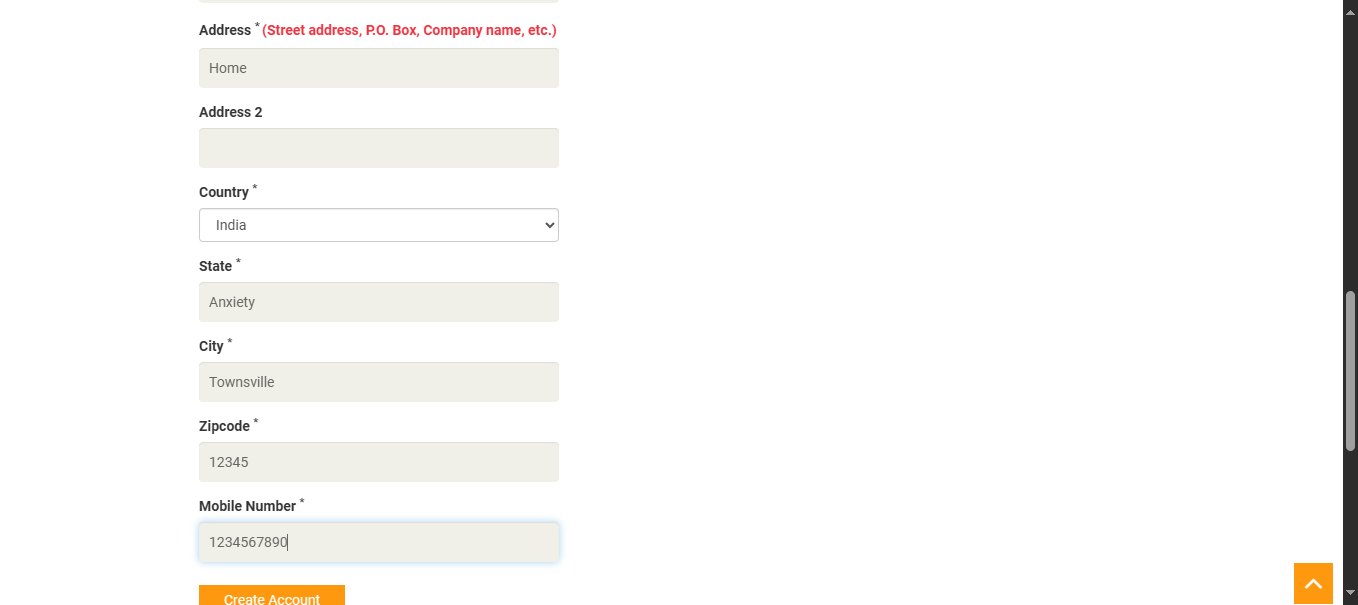 Address * (Street address, P.O. Box, Company name, etc.)
Home
Address 2
Country *
India
State *
Anxiety
City *
Townsville
Zipcode *
12345
Mobile Number *
1234567890
Create Account